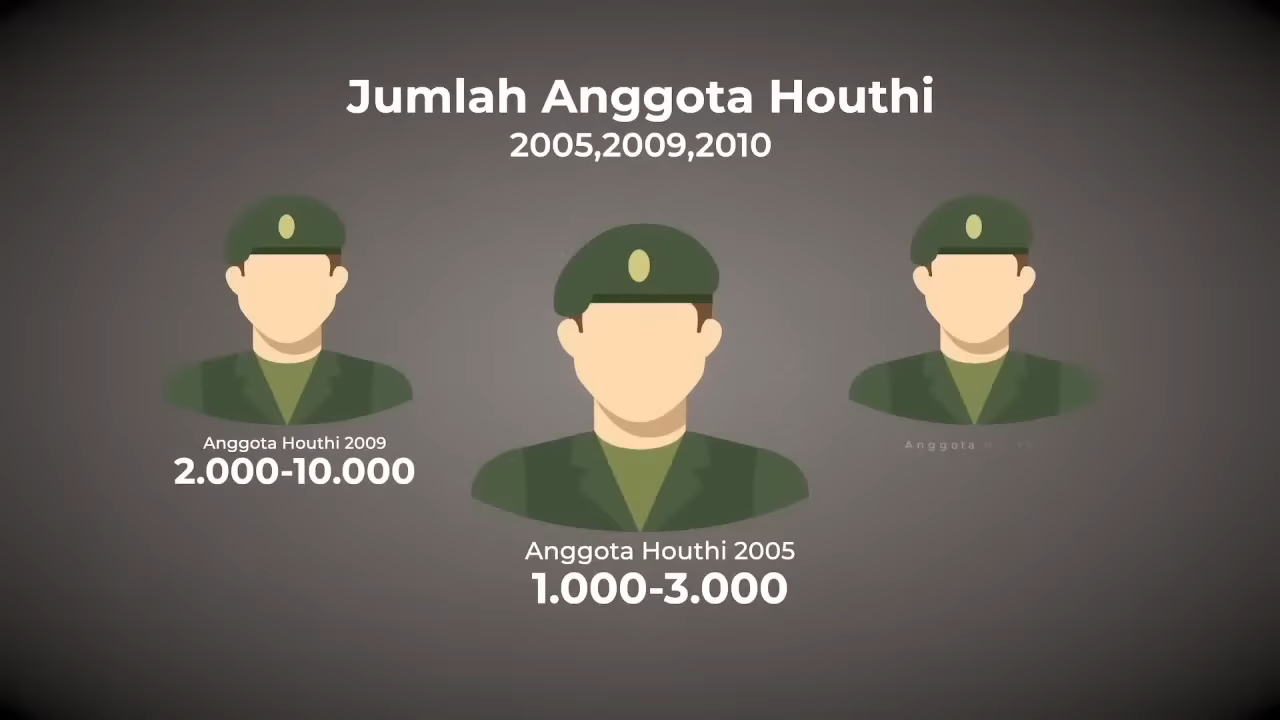 Jumlah Anggota Houthi
2005,2009,2010
Anggota Houthi 2009
2.000-10.000
Anggota Houthi 2005
1.000-3.000
Anggota